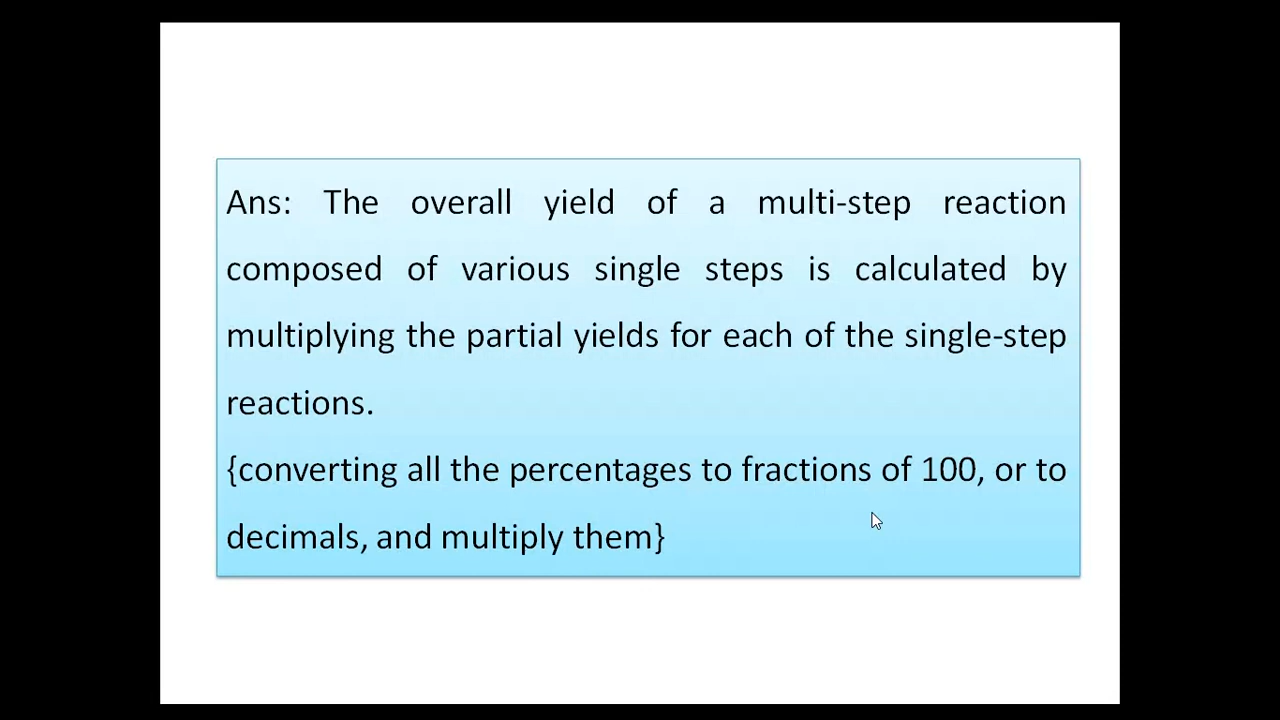 Ans: The overall yield of a multi-step reaction
composed of various single steps is calculated by
multiplying the partial yields for each of the single-step
reactions.
{converting all the percentages to fractions of 100, or to
decimals, and multiply them}